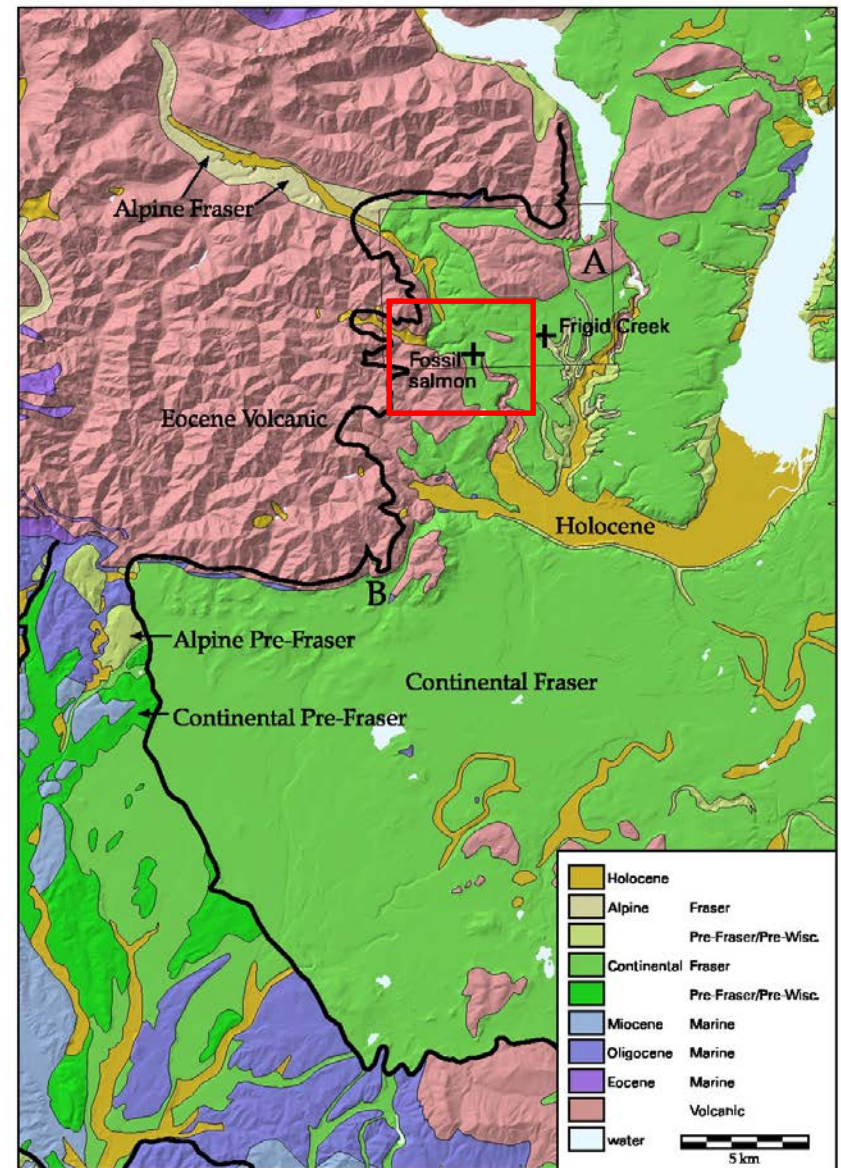 Alpine Fraser
A
Frigid Creek
Fossil
salmon
Eocene Volcanic
Holocene
B
Alpine Pre-Fraser
Continental Fraser
Continental Pre-Fraser
Holocene
Alpine Fraser
Pre-Fraser/Pre-Wisc.
Continental Fraser
Pre-Fraser/Pre-Wisc.
Miocene Marine
Oligocene Marine
Eocene Marine
Volcanic
water
5 km